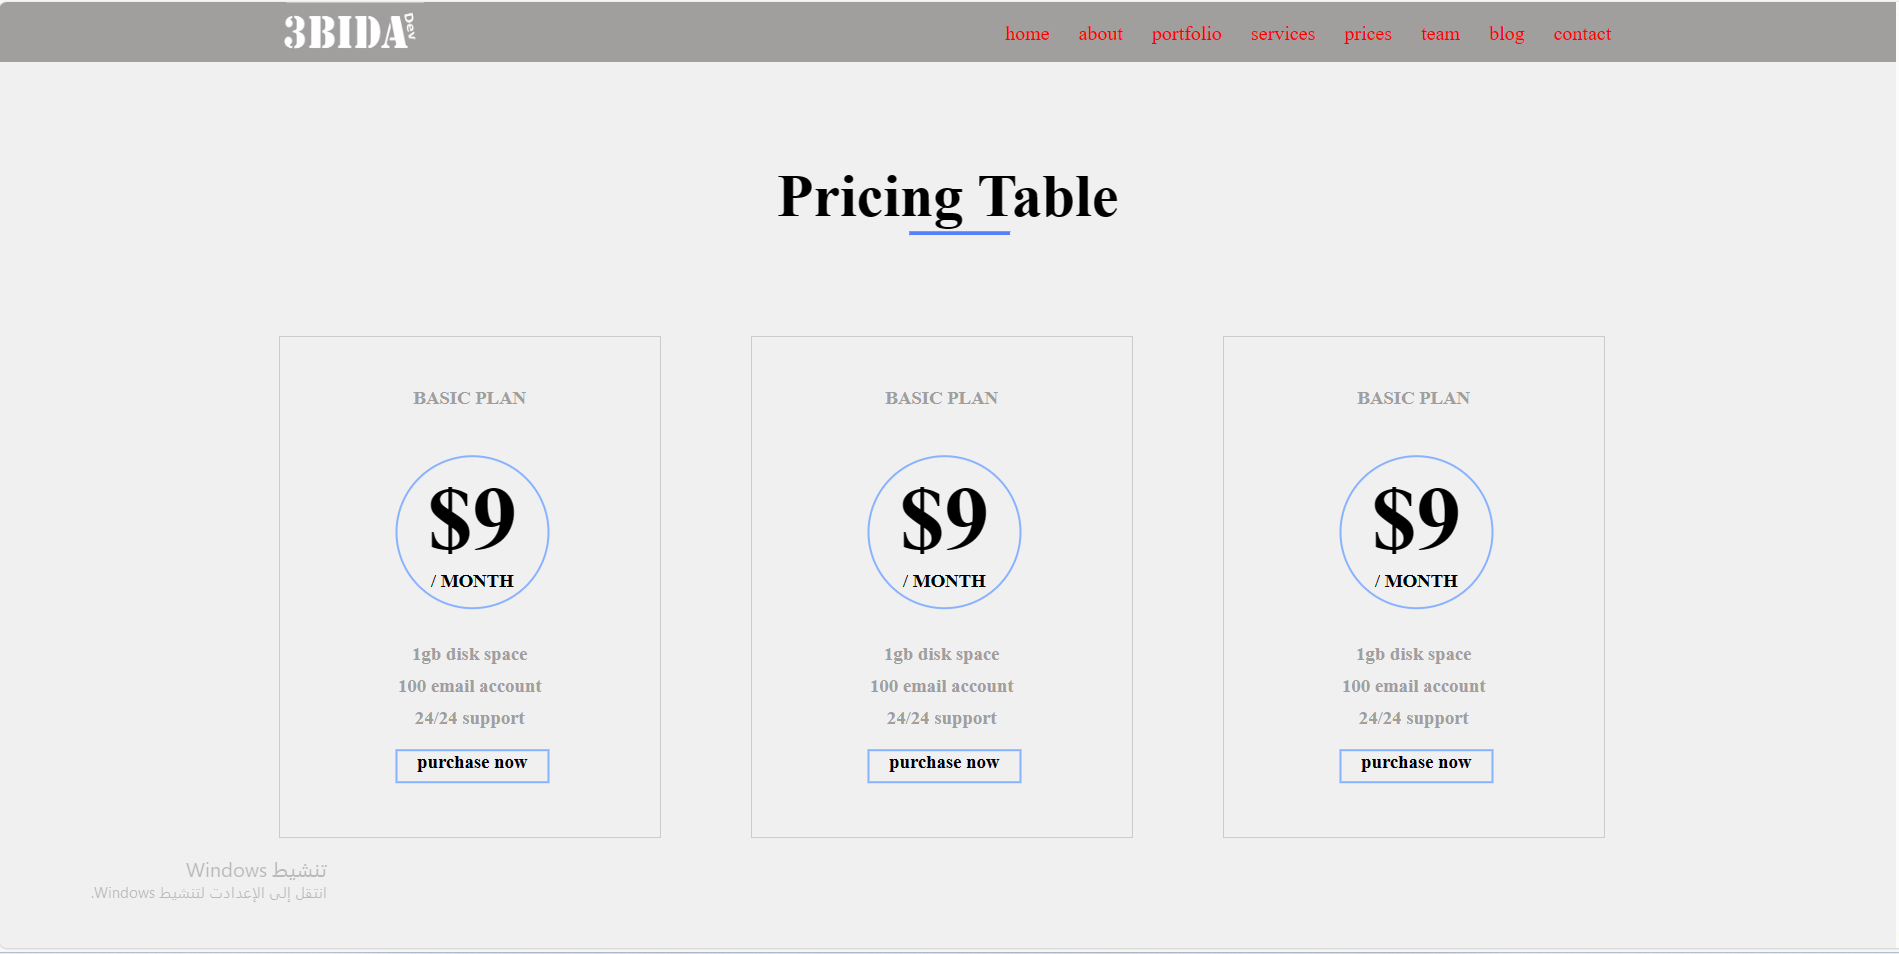 3BIDA Dev
home about portfolio services prices team blog contact
Pricing Table
BASIC PLAN
$9
/ MONTH
1gb disk space
100 email account
24/24 support
purchase now
BASIC PLAN
$9
/ MONTH
1gb disk space
100 email account
24/24 support
purchase now
BASIC PLAN
$9
/ MONTH
1gb disk space
100 email account
24/24 support
purchase now
تنشيط Windows
انتقل إلى الإعدادت لتنشيط Windows.